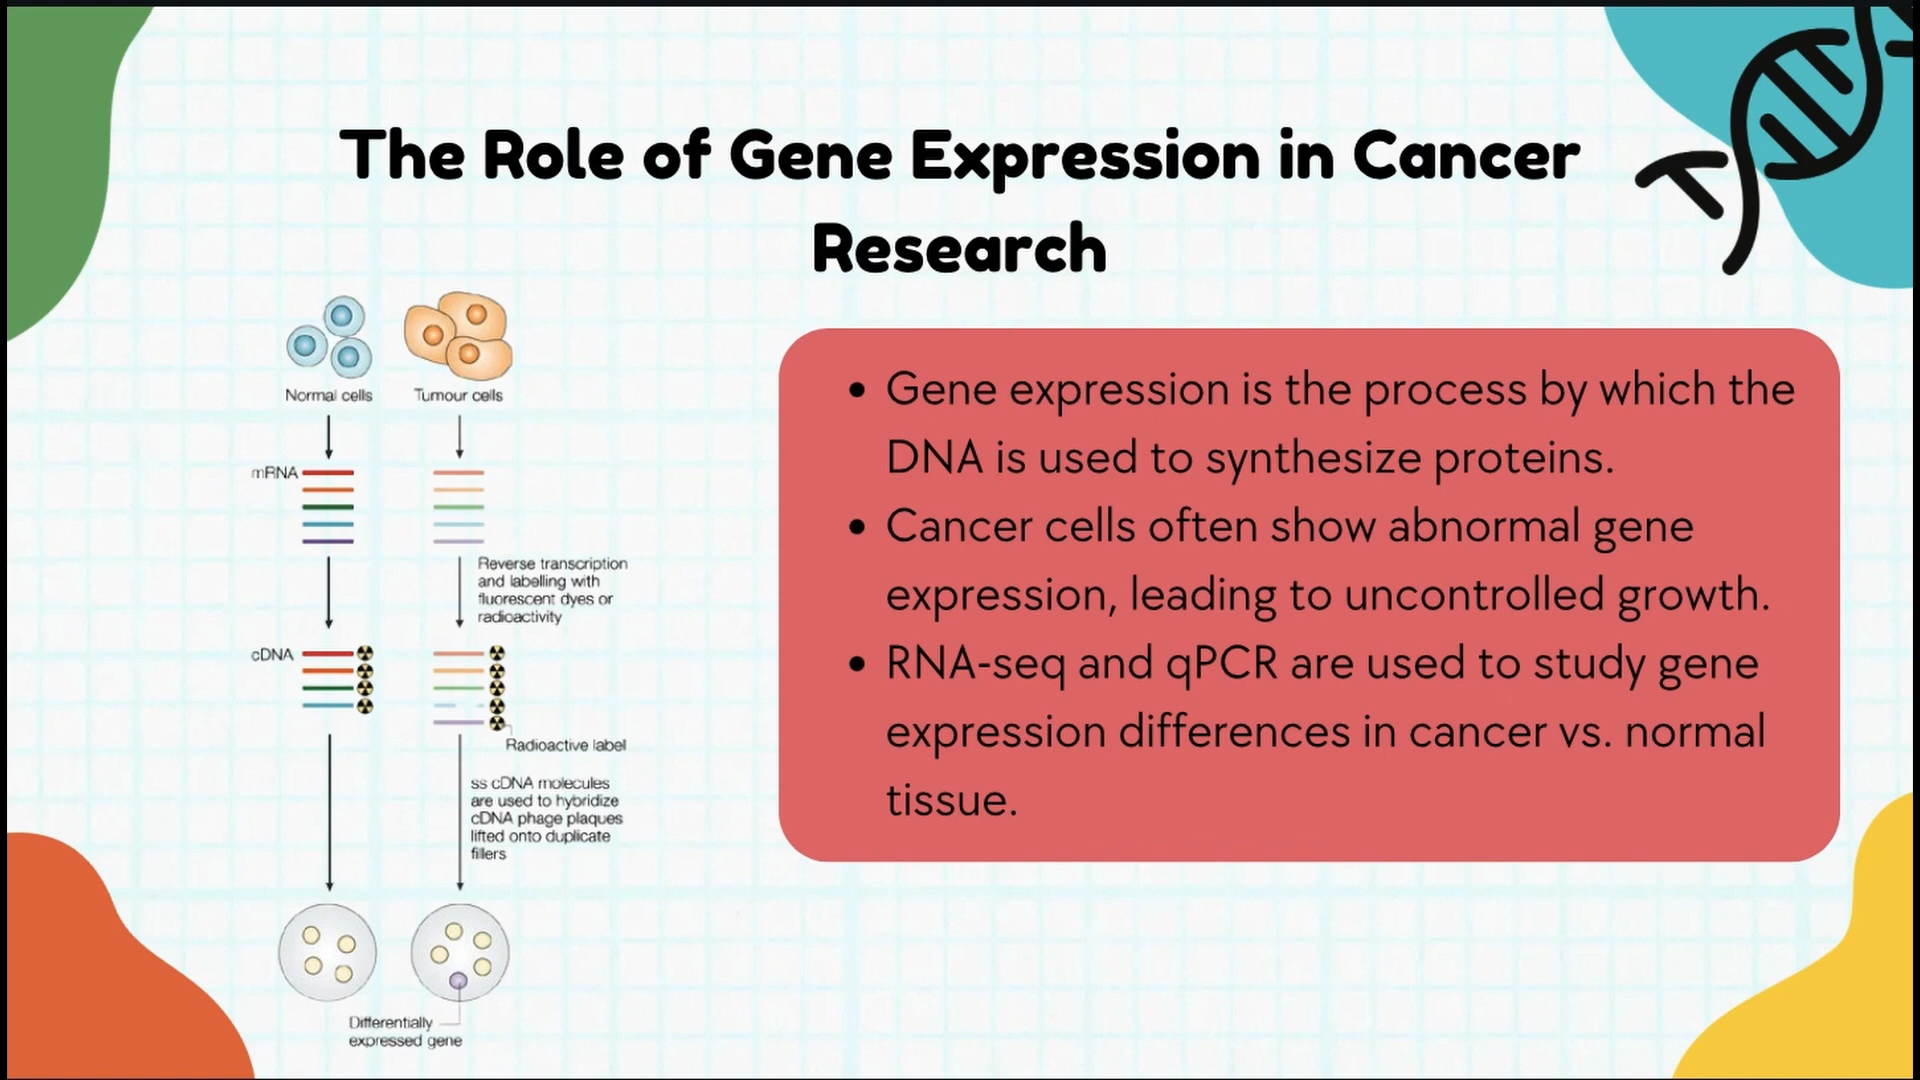 The Role of Gene Expression in Cancer
Research
Normal cells
Tumour cells
mRNA
Reverse transcription
and labelling with
fluorescent dyes or
radioactivity
cDNA
Radioactive label
ss cDNA molecules
are used to hybridize
cDNA phage plaques
lifted onto duplicate
fillers
Differentially
expressed gene
• Gene expression is the process by which the
DNA is used to synthesize proteins.
• Cancer cells often show abnormal gene
expression, leading to uncontrolled growth.
• RNA-seq and qPCR are used to study gene
expression differences in cancer vs. normal
tissue.